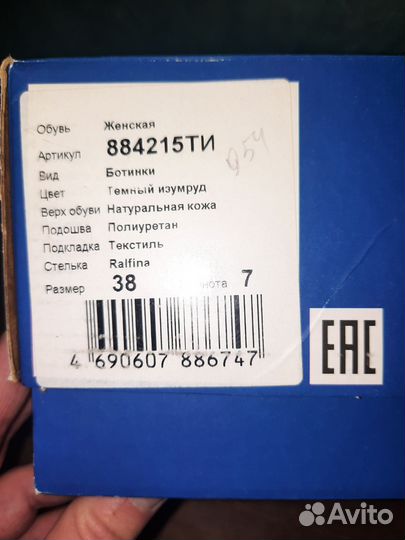 Обувь Женская
Артикул 884215ТИ
Вид Ботинки
Цвет Темный изумруд
Верх обуви Натуральная кожа
Подошва Полиуретан
Подкладка Текстиль
Стелька Ralfina
Размер 38 7
4 690607 886747
EAC
Avito